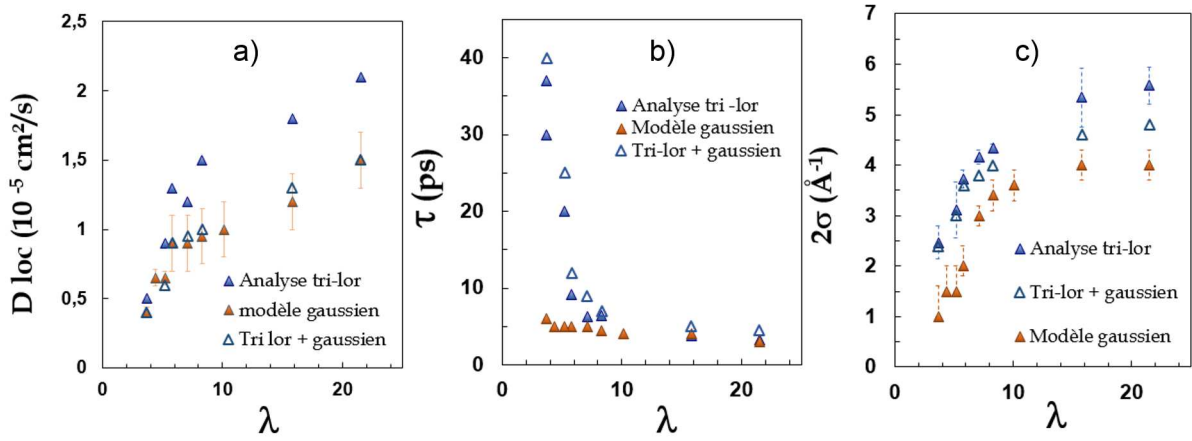 a)
D loc (10 ⁻⁵ cm²/s)
2,5
2
1,5
1
0,5
0
0 10 20
λ
Analyse tri-lor
modèle gaussien
Tri lor + gaussien
b)
τ (ps)
40
30
20
10
0
0 10 20
λ
Analyse tri -lor
Modèle gaussien
Tri-lor + gaussien
c)
2σ (Å⁻¹)
7
6
5
4
3
2
1
0
0 10 20
λ
Analyse tri-lor
Tri-lor + gaussien
Modèle gaussien